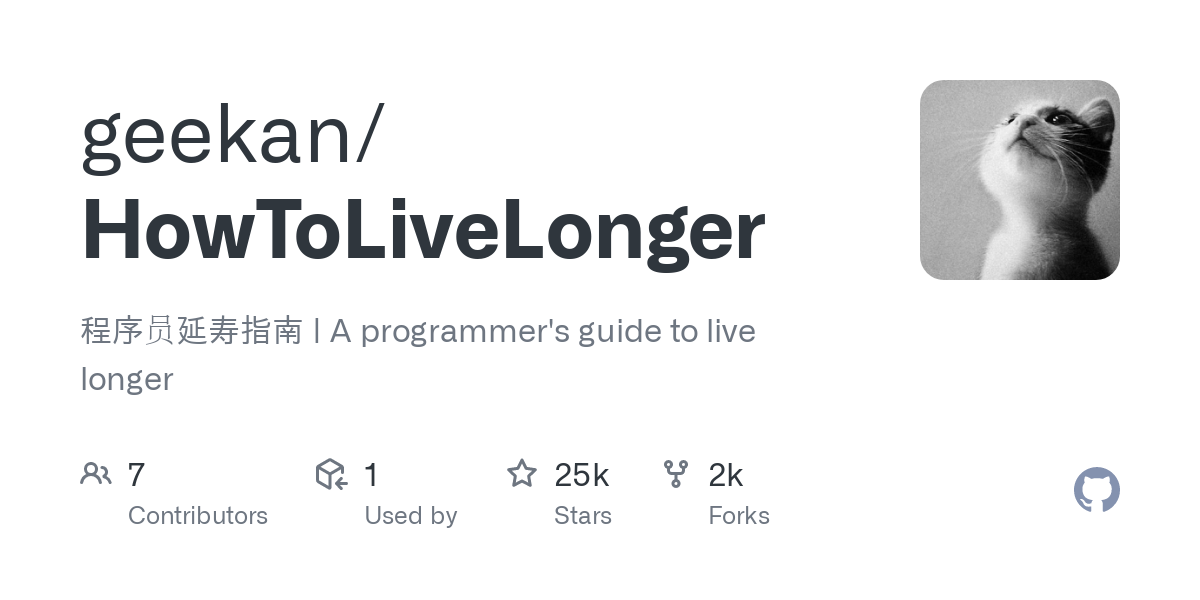 geekan/
HowToLiveLonger
程序员延寿指南 | A programmer's guide to live
longer
7 1 25k 2k
Contributors Used by Stars Forks